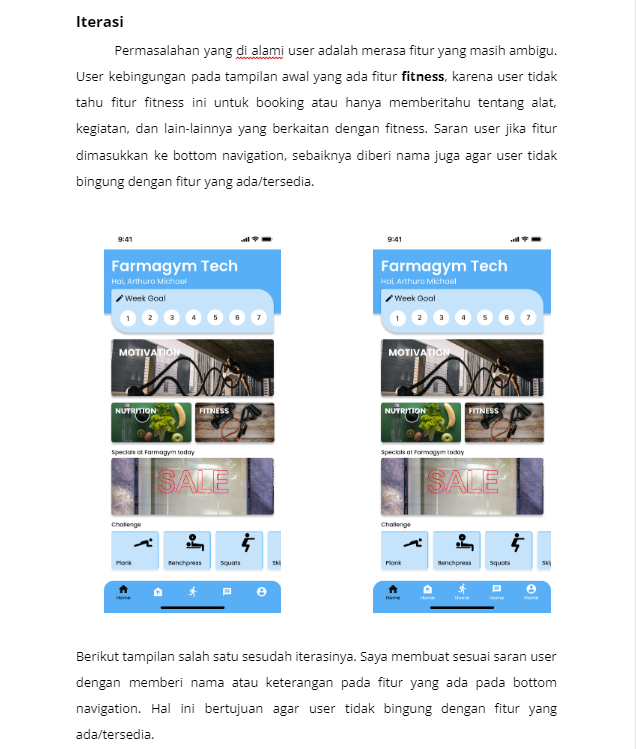 Iterasi
Permasalahan yang di alami user adalah merasa fitur yang masih ambigu.
User kebingungan pada tampilan awal yang ada fitur fitness, karena user tidak
tahu fitur fitness ini untuk booking atau hanya memberitahu tentang alat,
kegiatan, dan lain-lainnya yang berkaitan dengan fitness. Saran user jika fitur
dimasukkan ke bottom navigation, sebaiknya diberi nama juga agar user tidak
bingung dengan fitur yang ada/tersedia.
9:41
Farmagym Tech
Hai, Arthuro Michael
Week Goal
1 2 3 4 5 6 7
MOTIVATION
NUTRITION FITNESS
Specials at Farmagym today
SALE
Challenge
Plank Benchpress Squats Ski
Home
9:41
Farmagym Tech
Hai, Arthuro Michael
Week Goal
1 2 3 4 5 6 7
MOTIVATION
NUTRITION FITNESS
Specials at Farmagym today
SALE
Challenge
Plank Benchpress Squats Ski
Home Home Home Home Home
Berikut tampilan salah satu sesudah iterasinya. Saya membuat sesuai saran user
dengan memberi nama atau keterangan pada fitur yang ada pada bottom
navigation. Hal ini bertujuan agar user tidak bingung dengan fitur yang
ada/tersedia.